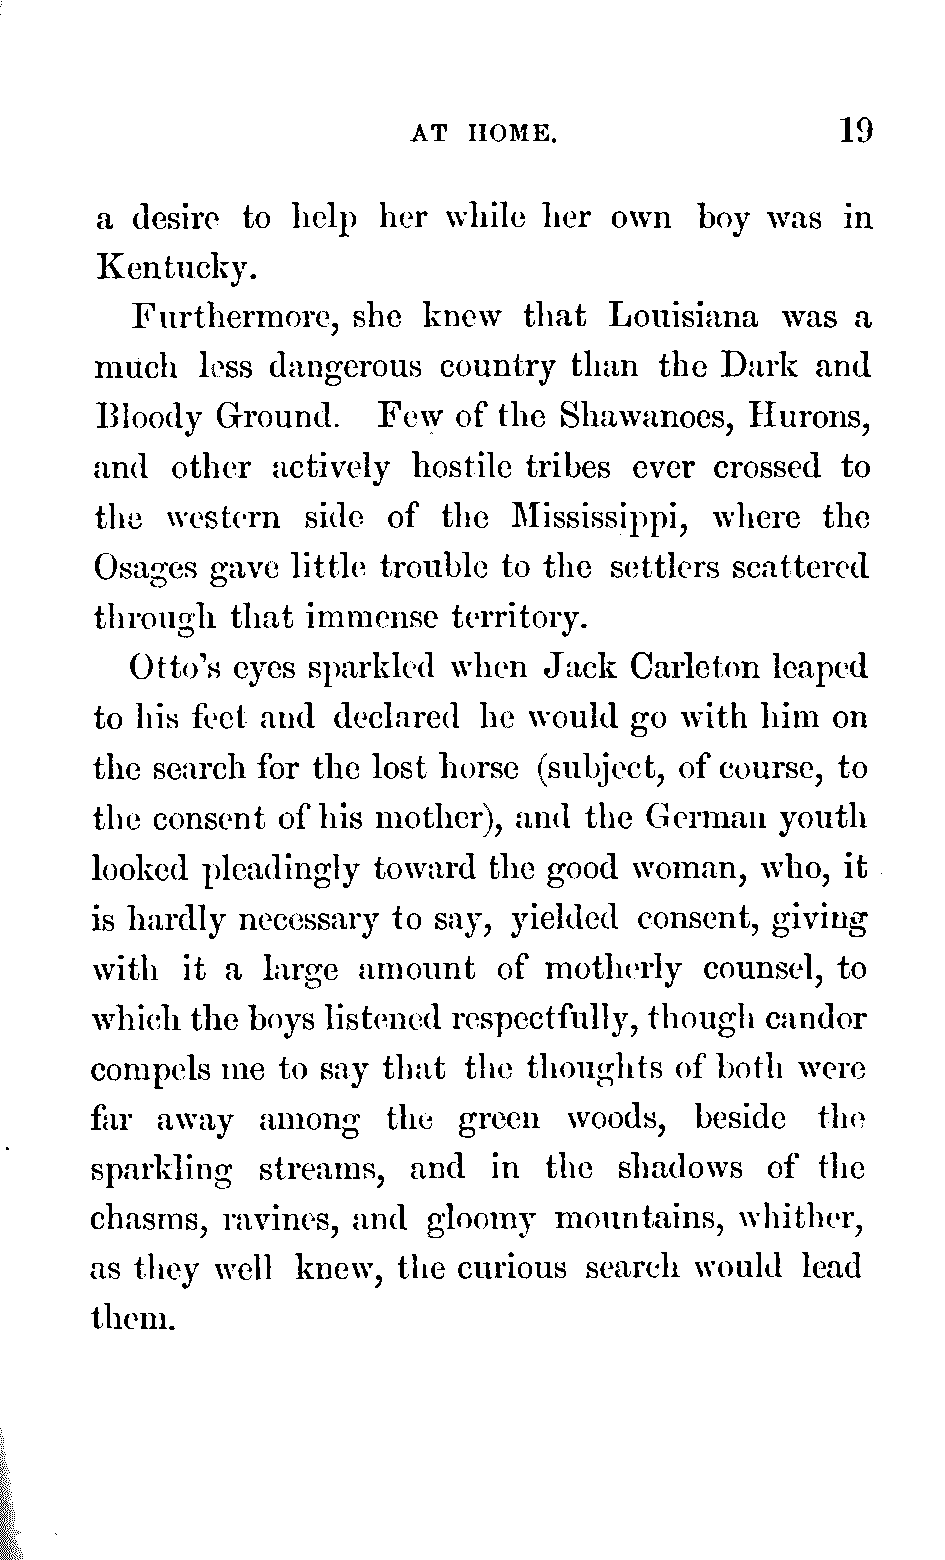 AT HOME. 19
a desire to help her while her own boy was in
Kentucky.
Furthermore, she knew that Louisiana was a
much less dangerous country than the Dark and
Bloody Ground. Few of the Shawanoes, Hurons,
and other actively hostile tribes ever crossed to
the western side of the Mississippi, where the
Osages gave little trouble to the settlers scattered
through that immense territory.
Otto's eyes sparkled when Jack Carleton leaped
to his feet and declared he would go with him on
the search for the lost horse (subject, of course, to
the consent of his mother), and the German youth
looked pleadingly toward the good woman, who, it
is hardly necessary to say, yielded consent, giving
with it a large amount of motherly counsel, to
which the boys listened respectfully, though candor
compels me to say that the thoughts of both were
far away among the green woods, beside the
sparkling streams, and in the shadows of the
chasms, ravines, and gloomy mountains, whither,
as they well knew, the curious search would lead
them.